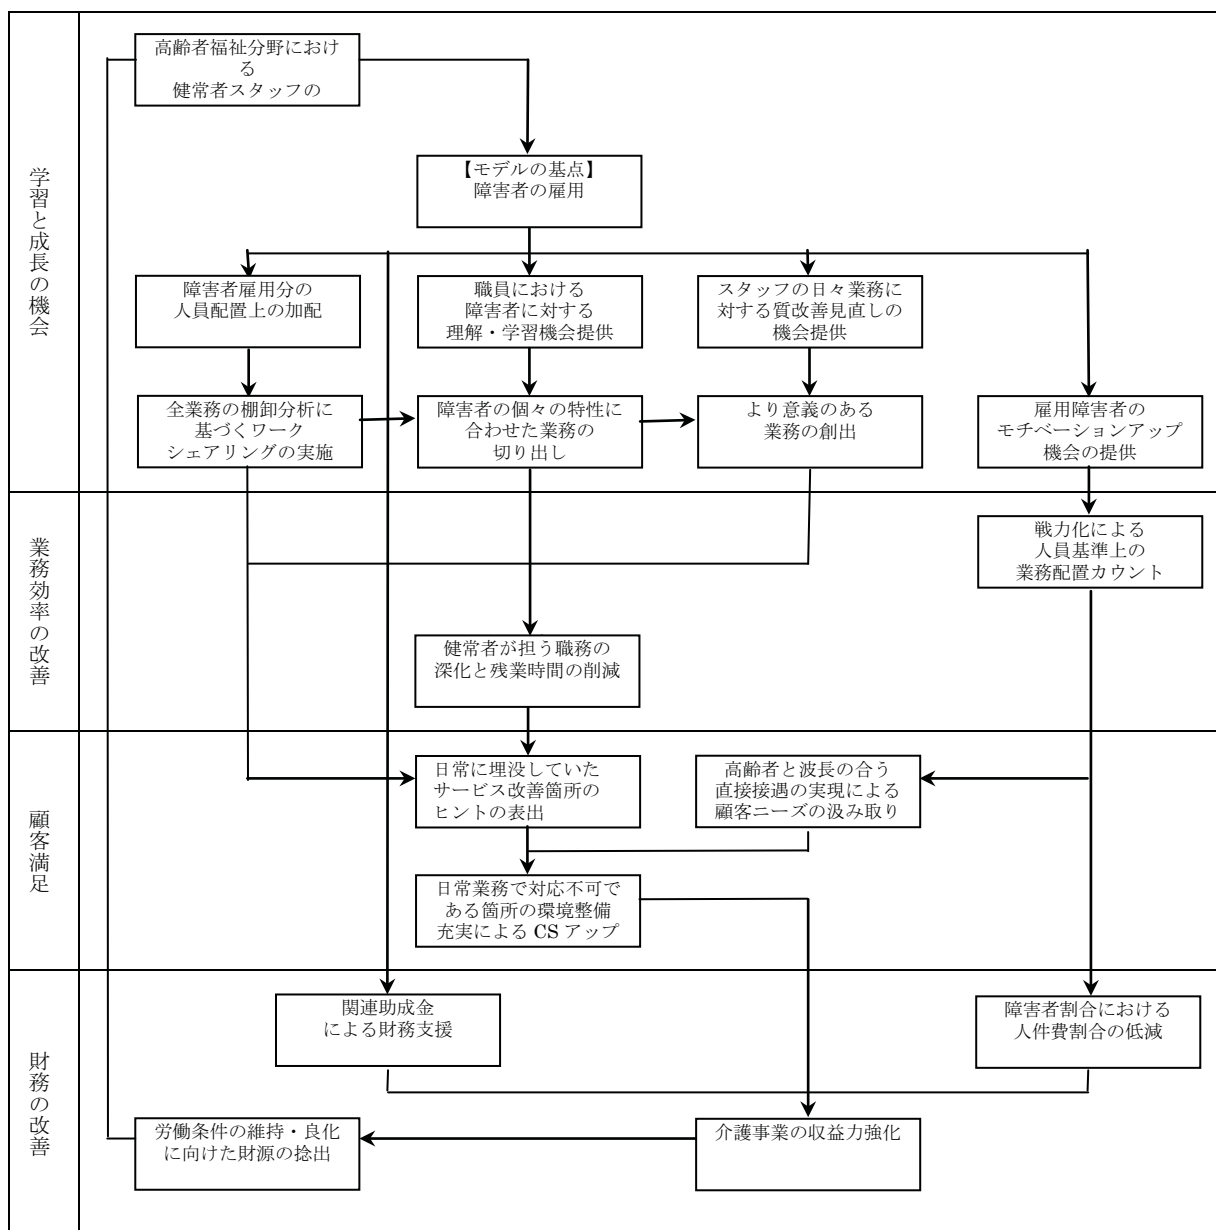 学習と成長の機会
高齢者福祉分野におけ
る
健常者スタッフの
【モデルの基点】
障害者の雇用
障害者雇用分の
人員配置上の加配
職員における
障害者に対する
理解・学習機会提供
スタッフの日々業務に
対する質改善見直しの
機会提供
全業務の棚卸分析に
基づくワーク
シェアリングの実施
障害者の個々の特性に
合わせた業務の
切り出し
より意義のある
業務の創出
雇用障害者の
モチベーションアップ
機会の提供
業務効率の改善
戦力化による
人員基準上の
業務配置カウント
健常者が担う職務の
深化と残業時間の削減
顧客満足
日常に埋没していた
サービス改善箇所の
ヒントの表出
高齢者と波長の合う
直接接遇の実現による
顧客ニーズの汲み取り
日常業務で対応不可で
ある箇所の環境整備
充実による CS アップ
財務の改善
関連助成金
による財務支援
障害者割合における
人件費割合の低減
労働条件の維持・良化
に向けた財源の捻出
介護事業の収益力強化